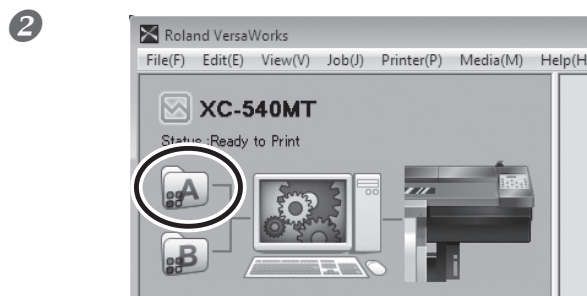 2
Roland VersaWorks
File(F) Edit(E) View(V) Job(J) Printer(P) Media(M) Help(H
XC-540MT
Status :Ready to Print
A
B